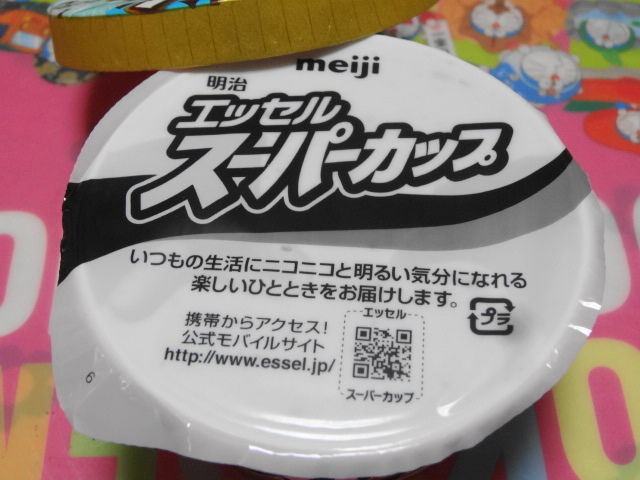 meiji
明治
エッセル
スーパーカップ
いつもの生活にニコニコと明るい気分になれる
楽しいひとときをお届けします。
プラ
携帯からアクセス!
公式モバイルサイト
http://www.essel.jp/
エッセル
スーパーカップ
6